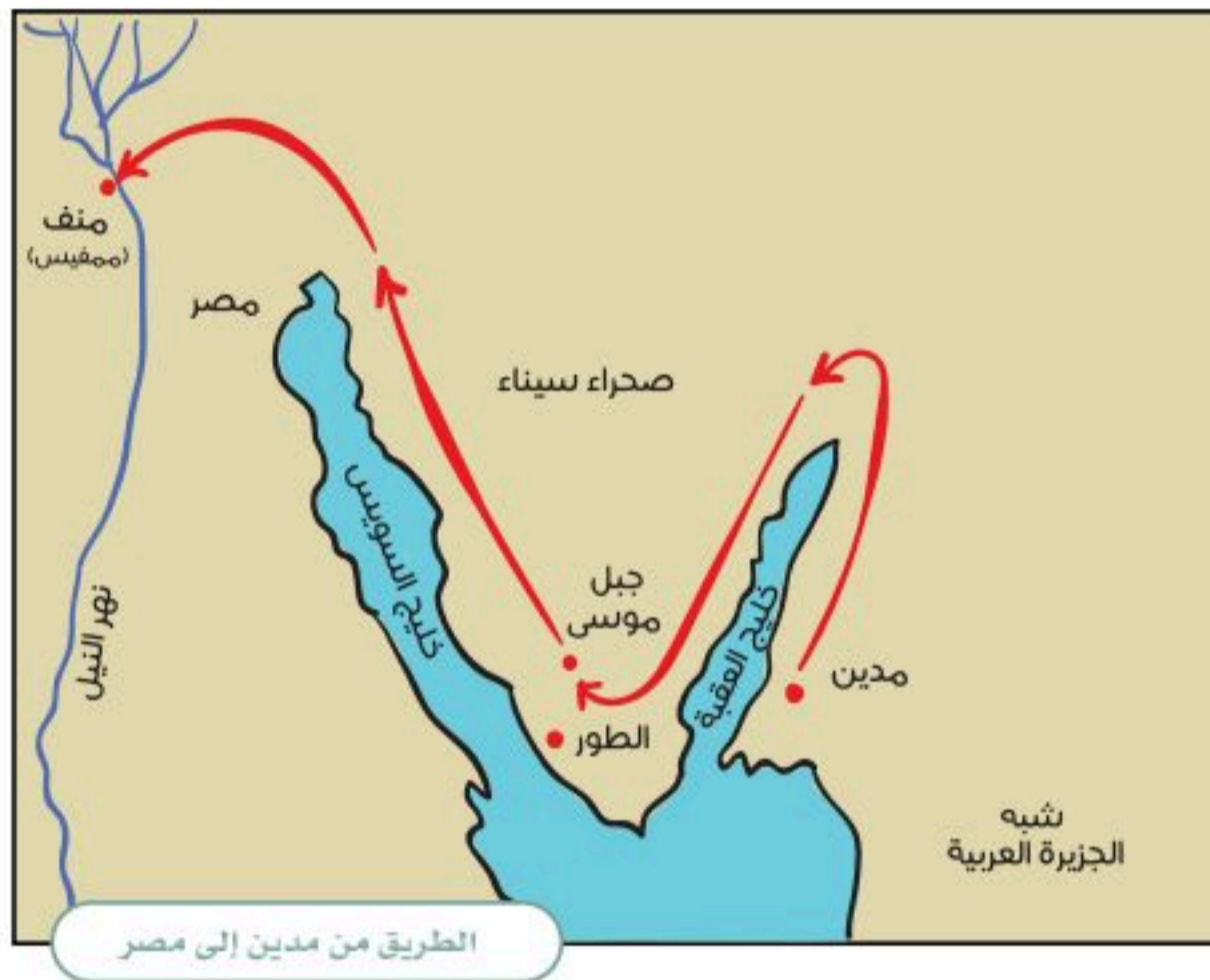 منف
(ممفيس)
مصر
صحراء سيناء
خليج السويس
نهر النيل
جبل
موسى
خليج العقبة
مدين
الطور
شبه
الجزيرة العربية
الطريق من مدين إلى مصر